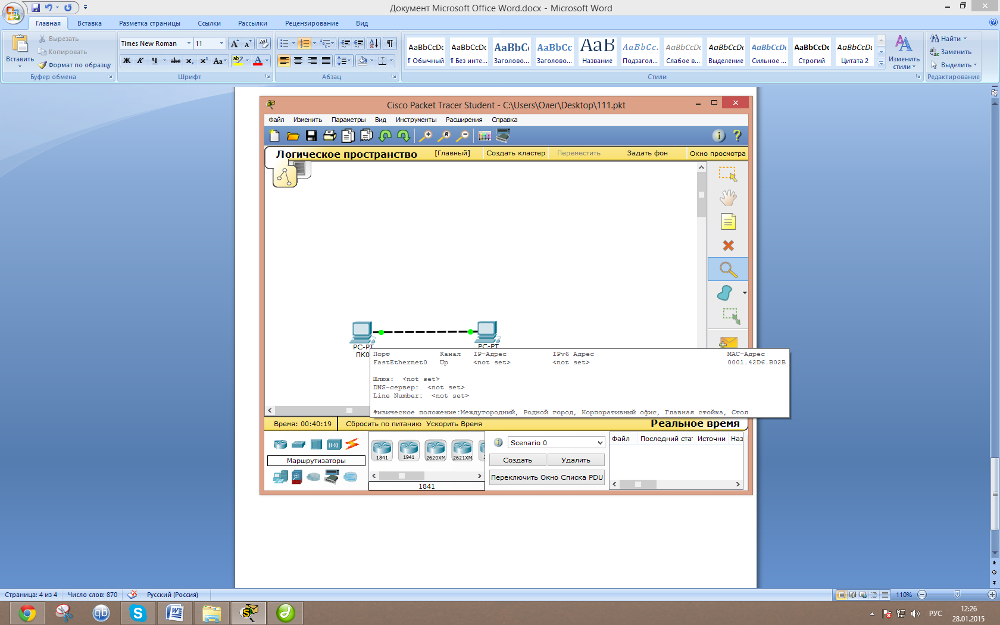 Документ Microsoft Office Word.docx - Microsoft Word
Главная Вставка Разметка страницы Ссылки Рассылки Рецензирование Вид
Вставить
Вырезать
Копировать
Формат по образцу
Буфер обмена
Times New Roman 11
Ж К Ч abc x₂ x² Aa
Шрифт
Абзац
AaBbCcDc AaBbCcDc AaBbC AaBbCc AaB AaBbCc. AaBbCcDc AaBbCcDc AaBbCcDc AaBbCcDc AaBbCcDc
¶ Обычный ¶ Без инте... Заголово... Заголово... Название Подзагол... Слабое в... Выделение Сильное ... Строгий Цитата 2
Стили
Изменить стили
Найти
Заменить
Выделить
Редактирование
Cisco Packet Tracer Student - C:\Users\Олег\Desktop\111.pkt
Файл Изменить Параметры Вид Инструменты Расширения Справка
Логическое пространство [Главный] Создать кластер Переместить Задать фон Окно просмотра
PC-PT PC-PT
ПК0
Порт Канал IP-Адрес IPv6 Адрес MAC-Адрес
FastEthernet0 Up <not set> <not set> 0001.42D6.B02B
Шлюз: <not set>
DNS-сервер: <not set>
Line Number: <not set>
Физическое положение:Междугородний, Родной город, Корпоративный офис, Главная стойка, Стол
Время: 00:40:19 Сбросить по питанию Ускорить Время Реальное время
Маршрутизаторы
1841 1941 2620XM 2621XM
1841
Scenario 0
Создать Удалить
Переключить Окно Списка PDU
Файл Последний стат Источни Наз
Страница: 4 из 4 Число слов: 870 Русский (Россия) 110%
РУС
12:26
28.01.2015